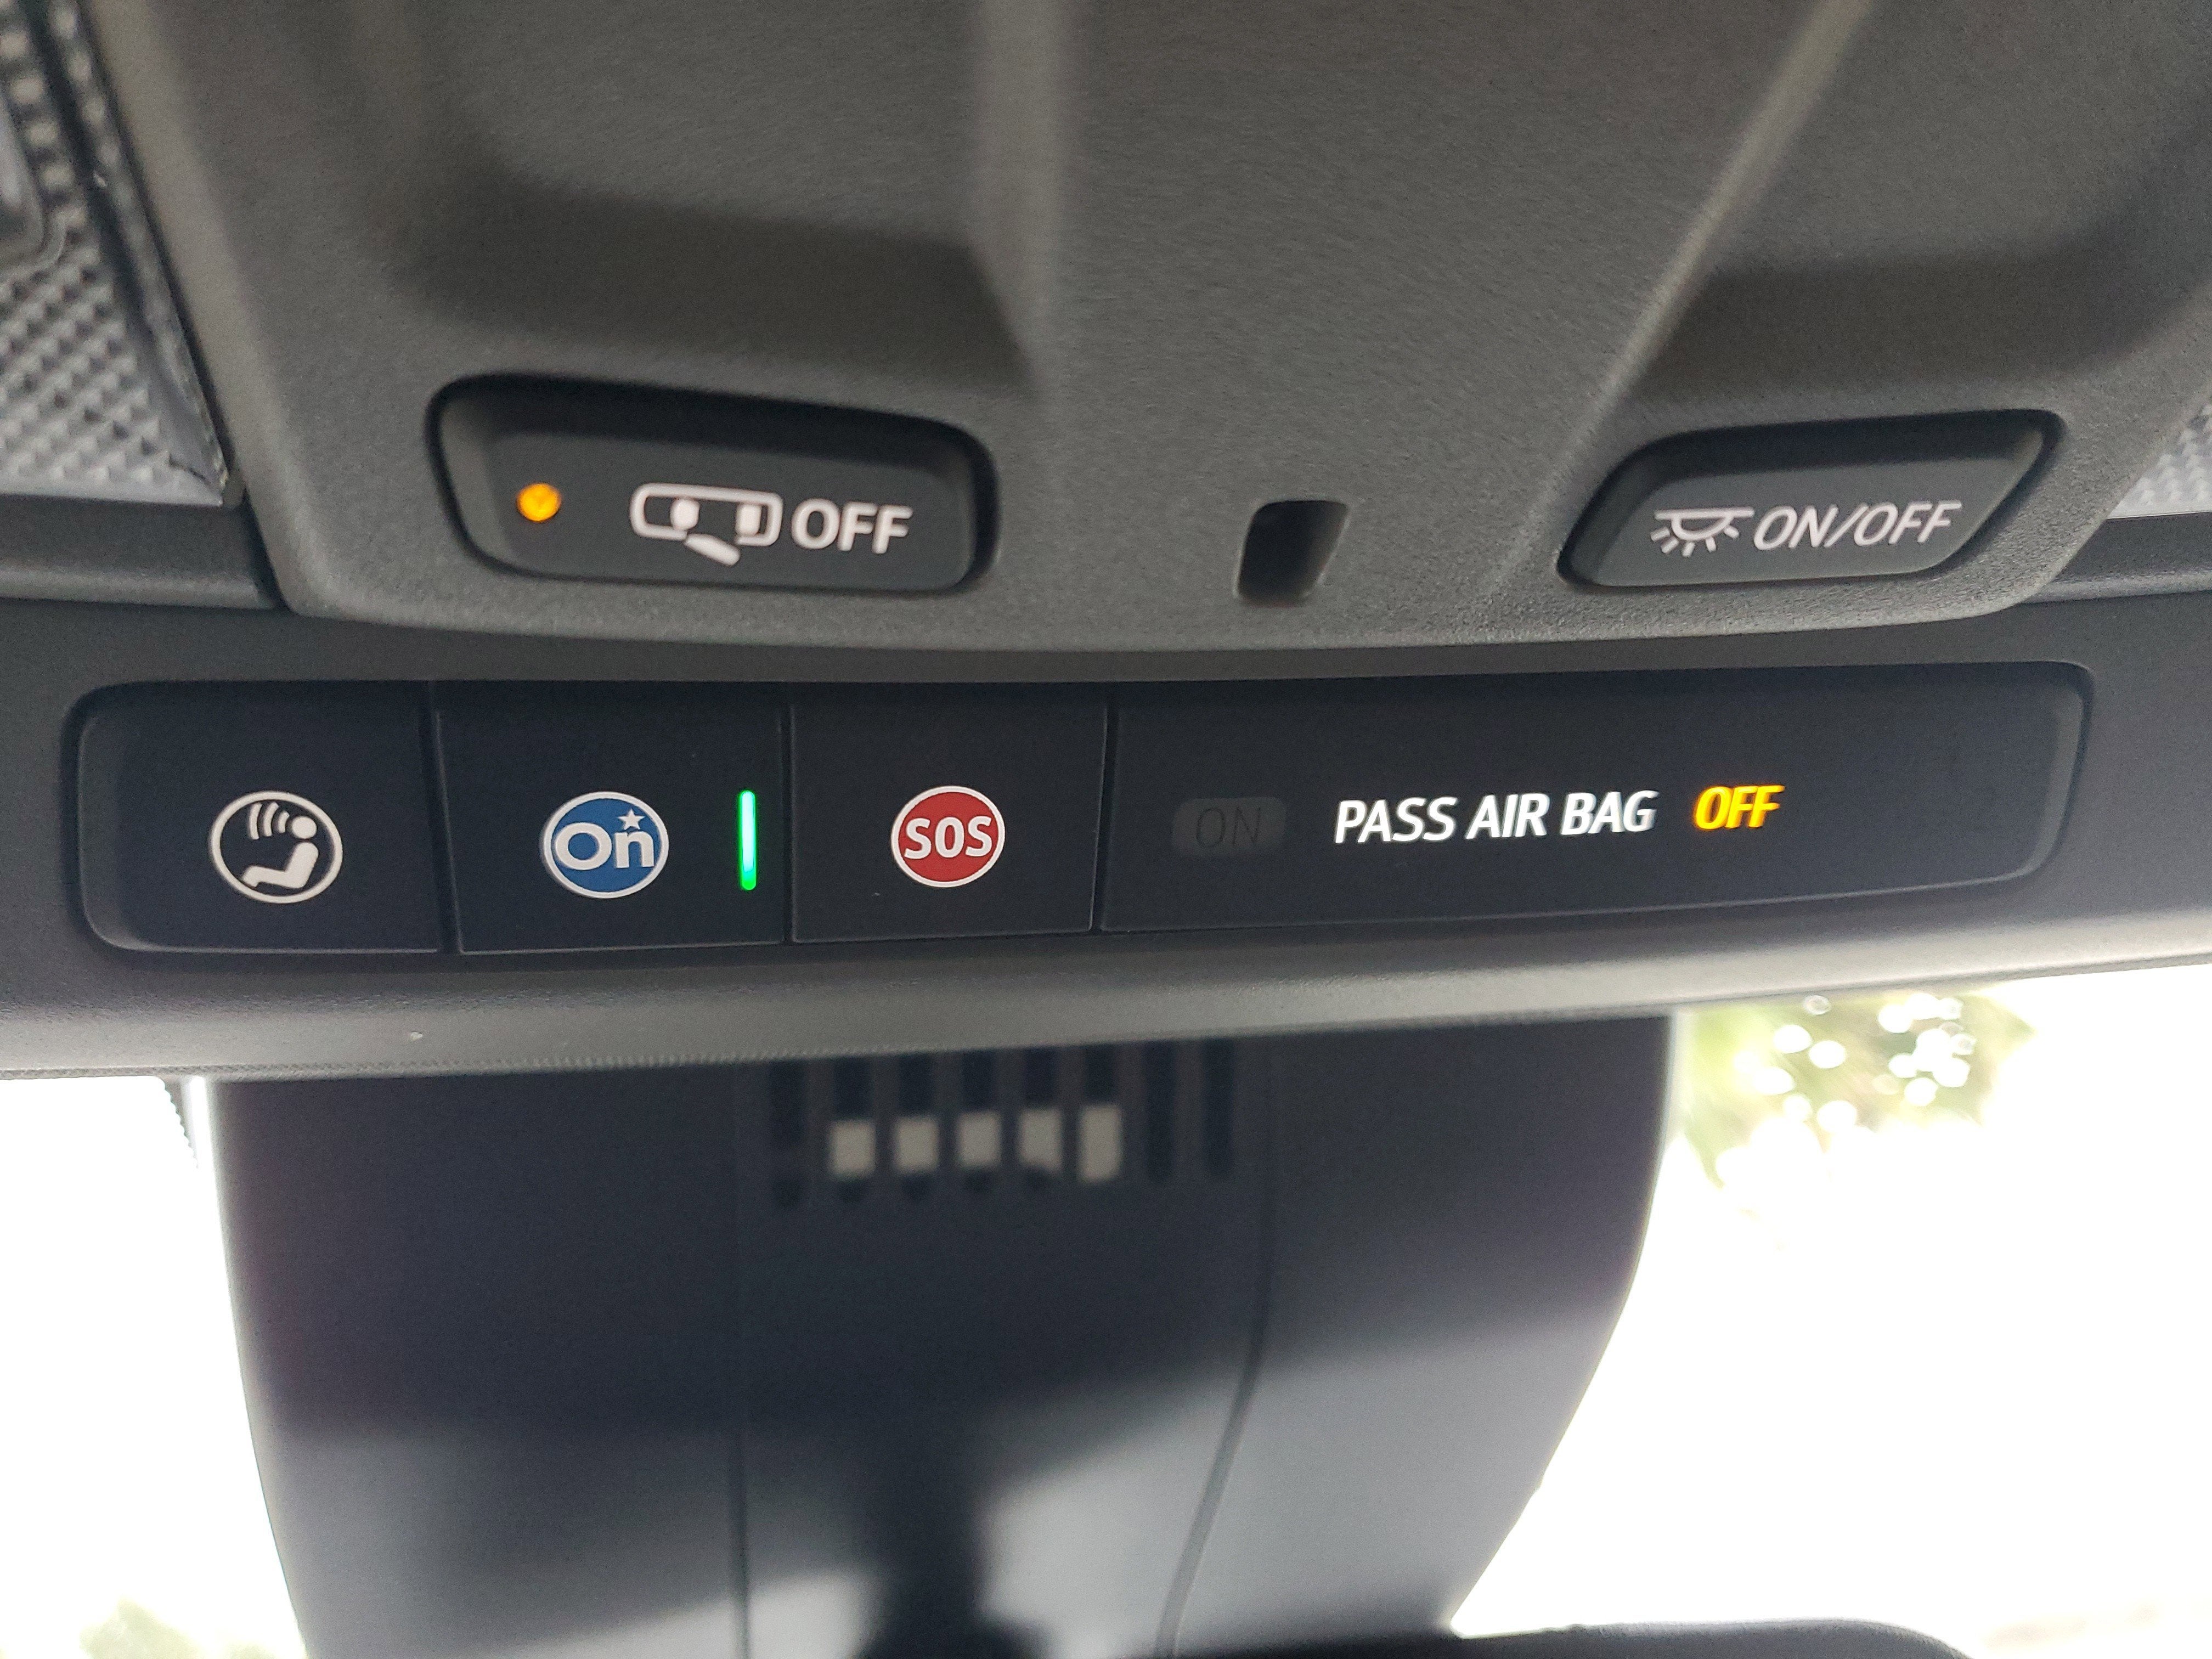 OFF
ON/OFF
On
SOS
ON PASS AIR BAG OFF